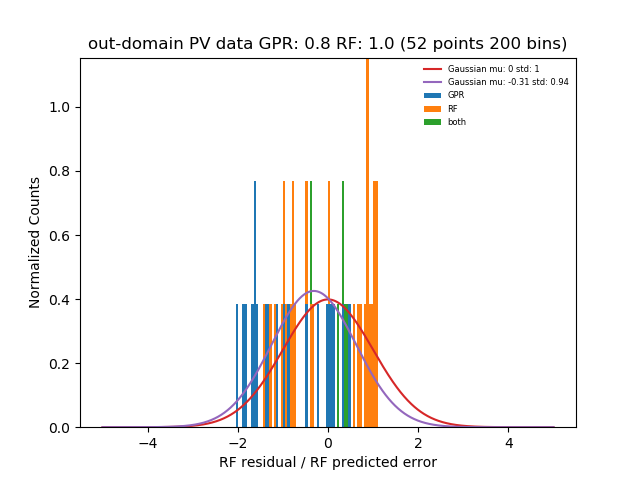 out-domain PV data GPR: 0.8 RF: 1.0 (52 points 200 bins)
Gaussian mu: 0 std: 1
Gaussian mu: -0.31 std: 0.94
GPR
RF
both
Normalized Counts
1.0
0.8
0.6
0.4
0.2
0.0
−4
−2
0
2
4
RF residual / RF predicted error